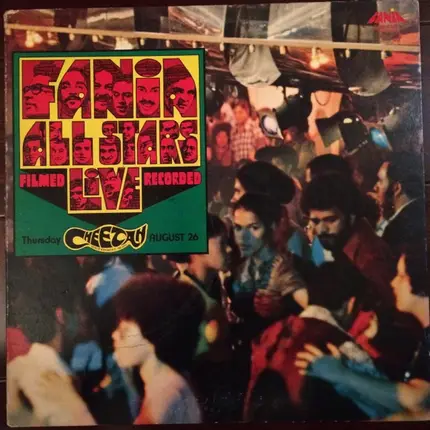 FANIA
FANIA
ALL STARS
FILMED LIVE RECORDED
Thursday CHEETAH AUGUST 26